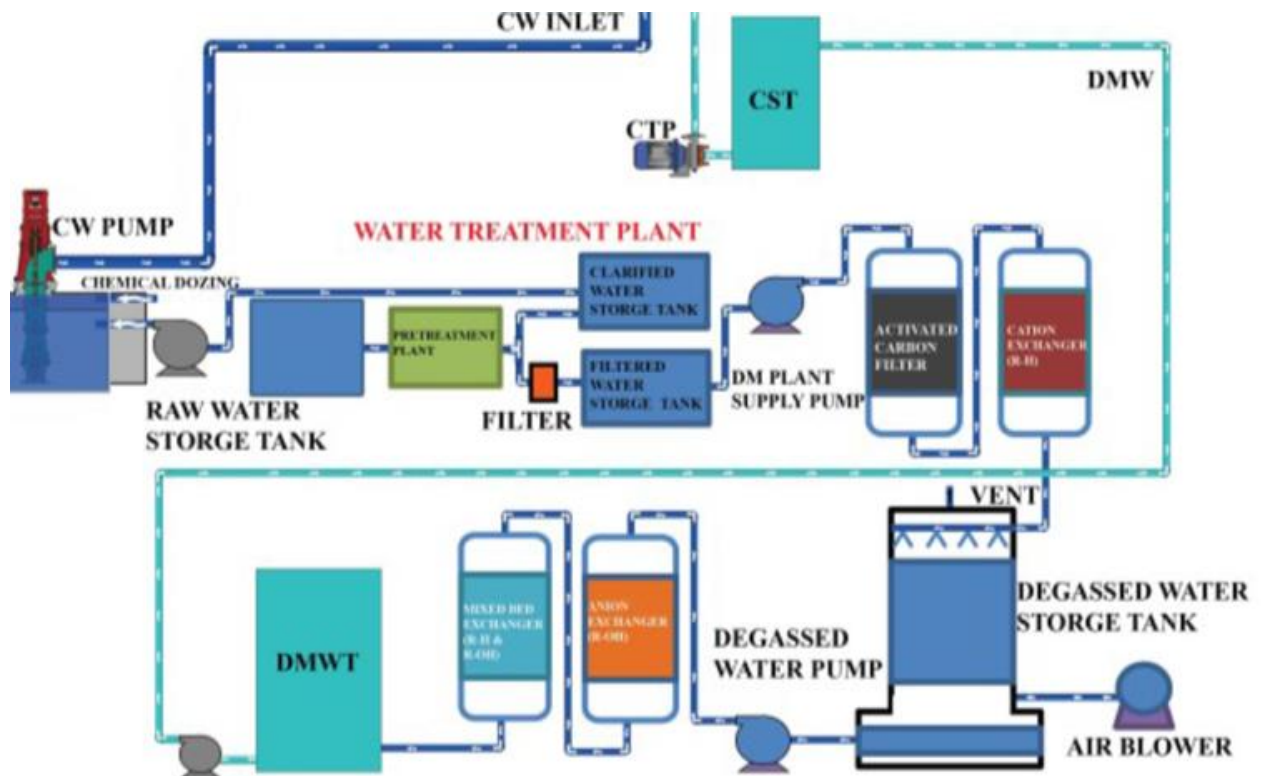 CW INLET
CST
DMW
CTP
CW PUMP
WATER TREATMENT PLANT
CHEMICAL DOZING
CLARIFIED
WATER
STORGE TANK
PRETREATMENT
PLANT
ACTIVATED
CARBON
FILTER
CATION
EXCHANGER
(R-H)
FILTERED
WATER
STORGE TANK
DM PLANT
SUPPLY PUMP
RAW WATER
STORGE TANK
FILTER
VENT
DEGASSED WATER
STORGE TANK
MIXED BED
EXCHANGER
(R-H &
R-OH)
ANION
EXCHANGER
(R-OH)
DEGASSED
WATER PUMP
DMWT
AIR BLOWER